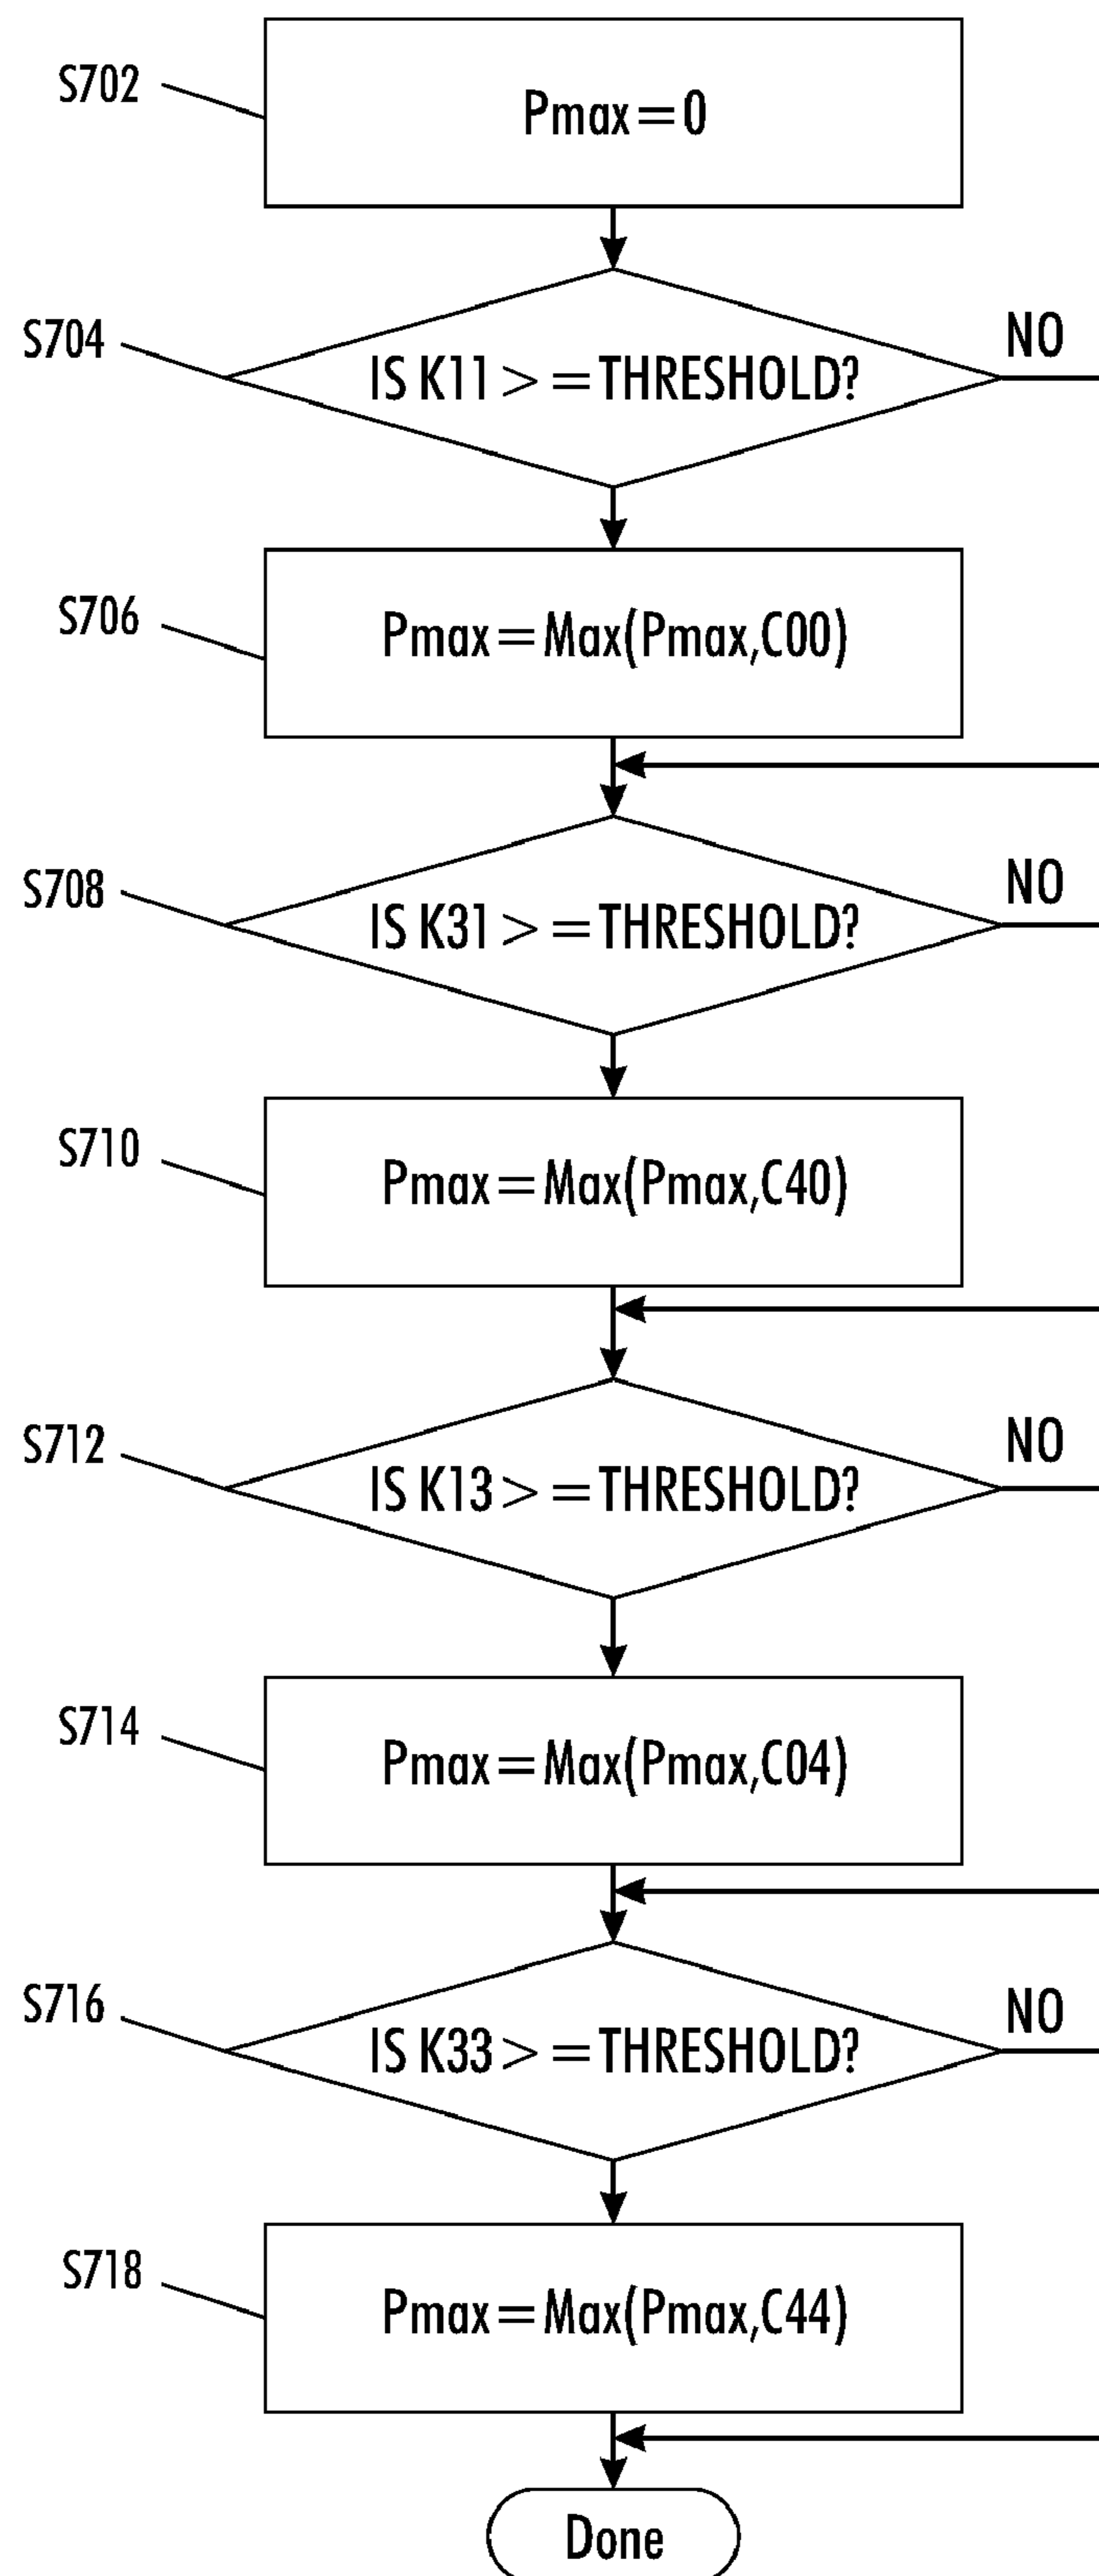 S702
Pmax=0
S704
IS K11>=THRESHOLD?
NO
S706
Pmax=Max(Pmax,C00)
S708
IS K31>=THRESHOLD?
NO
S710
Pmax=Max(Pmax,C40)
S712
IS K13>=THRESHOLD?
NO
S714
Pmax=Max(Pmax,C04)
S716
IS K33>=THRESHOLD?
NO
S718
Pmax=Max(Pmax,C44)
Done